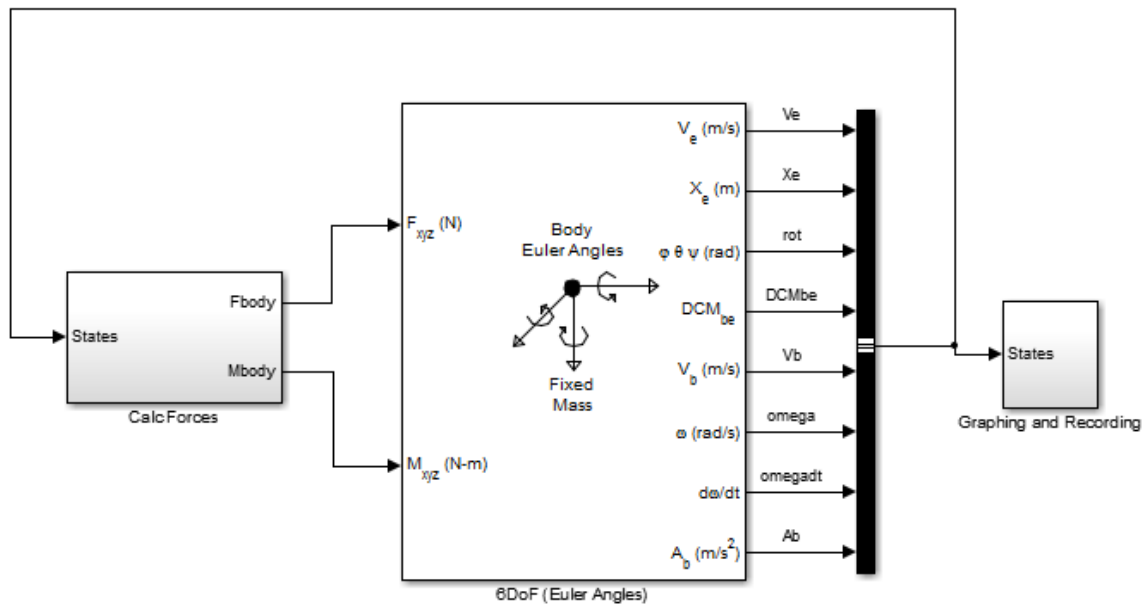 States
Fbody
Mbody
Calc Forces
F_xyz (N)
M_xyz (N-m)
Body
Euler Angles
Fixed
Mass
V_e (m/s)
X_e (m)
φ θ ψ (rad)
DCM_be
V_b (m/s)
ω (rad/s)
dω/dt
A_b (m/s²)
6DoF (Euler Angles)
Ve
Xe
rot
DCMbe
Vb
omega
omegadt
Ab
States
Graphing and Recording